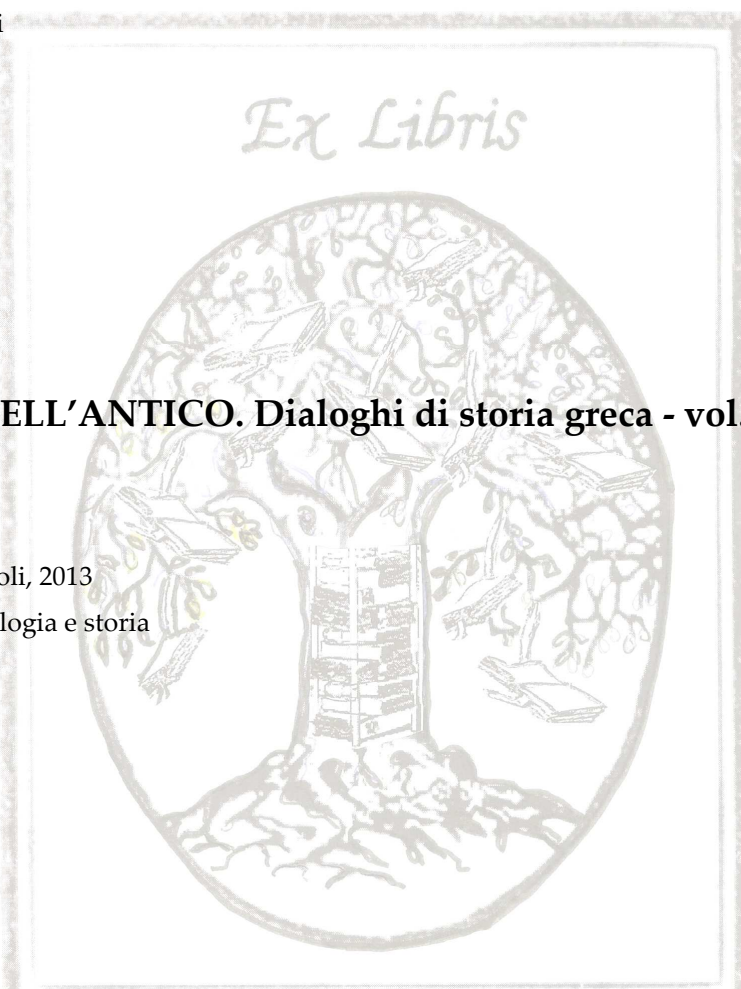 i
Ex Libris
ELL’ANTICO. Dialoghi di storia greca - vol.
oli, 2013
logia e storia